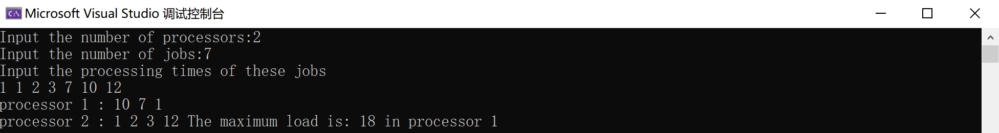 Microsoft Visual Studio 调试控制台
Input the number of processors:2
Input the number of jobs:7
Input the processing times of these jobs
1 1 2 3 7 10 12
processor 1 : 10 7 1
processor 2 : 1 2 3 12 The maximum load is: 18 in processor 1